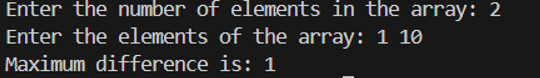 Enter the number of elements in the array: 2
Enter the elements of the array: 1 10
Maximum difference is: 1